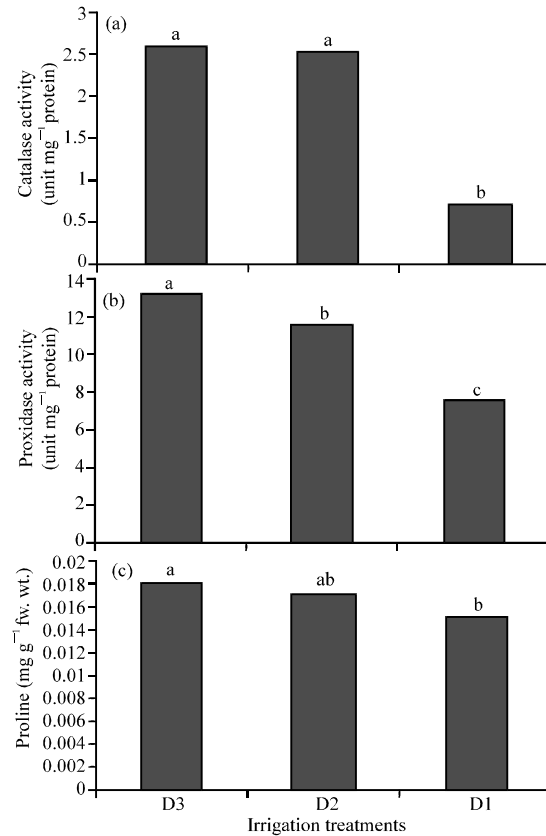 (a)
Catalase activity
(unit mg⁻¹ protein)
3
2.5
2
1.5
1
0.5
0
a
a
b
(b)
Proxidase activity
(unit mg⁻¹ protein)
14
12
10
8
6
4
2
0
a
b
c
(c)
Proline (mg g⁻¹ fw. wt.)
0.02
0.018
0.016
0.014
0.012
0.01
0.008
0.006
0.004
0.002
0
a
ab
b
D3 D2 D1
Irrigation treatments